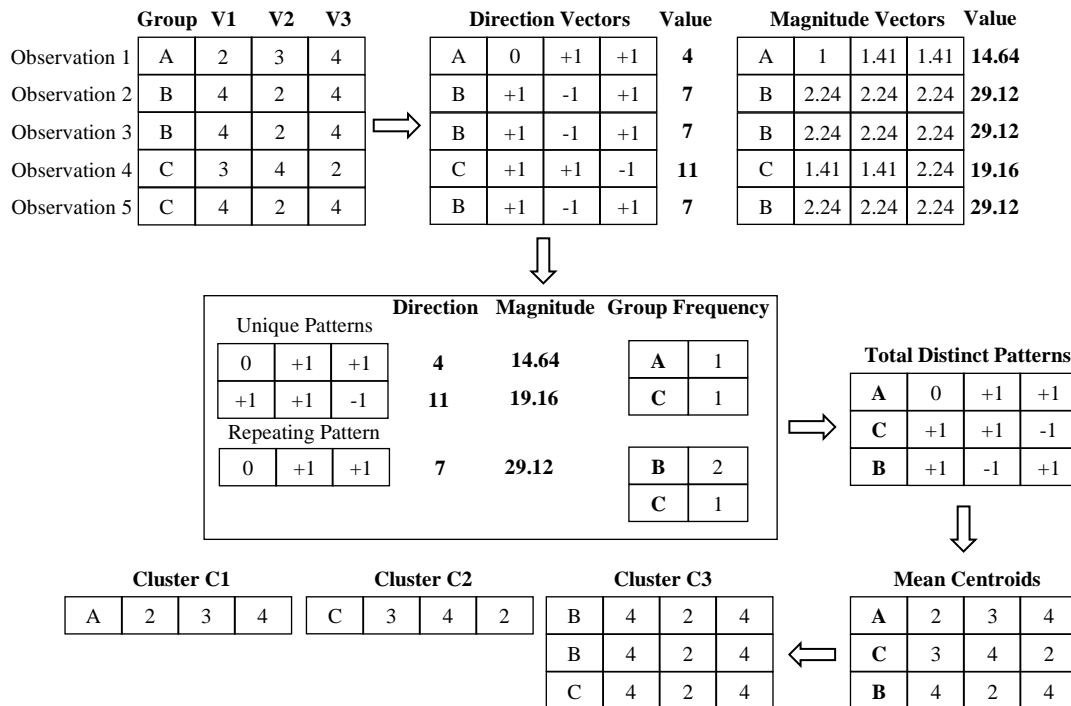 Group V1 V2 V3 Direction Vectors Value Magnitude Vectors Value
Observation 1 A 2 3 4 A 0 +1 +1 4 A 1 1.41 1.41 14.64
Observation 2 B 4 2 4 B +1 -1 +1 7 B 2.24 2.24 2.24 29.12
Observation 3 B 4 2 4 B +1 -1 +1 7 B 2.24 2.24 2.24 29.12
Observation 4 C 3 4 2 C +1 +1 -1 11 C 1.41 1.41 2.24 19.16
Observation 5 C 4 2 4 B +1 -1 +1 7 B 2.24 2.24 2.24 29.12
Direction Magnitude Group Frequency
Unique Patterns
0 +1 +1 4 14.64 A 1
+1 +1 -1 11 19.16 C 1
Repeating Pattern
0 +1 +1 7 29.12 B 2
C 1
Total Distinct Patterns
A 0 +1 +1
C +1 +1 -1
B +1 -1 +1
Cluster C1 Cluster C2 Cluster C3 Mean Centroids
A 2 3 4 C 3 4 2 B 4 2 4 A 2 3 4
B 4 2 4 C 3 4 2
C 4 2 4 B 4 2 4